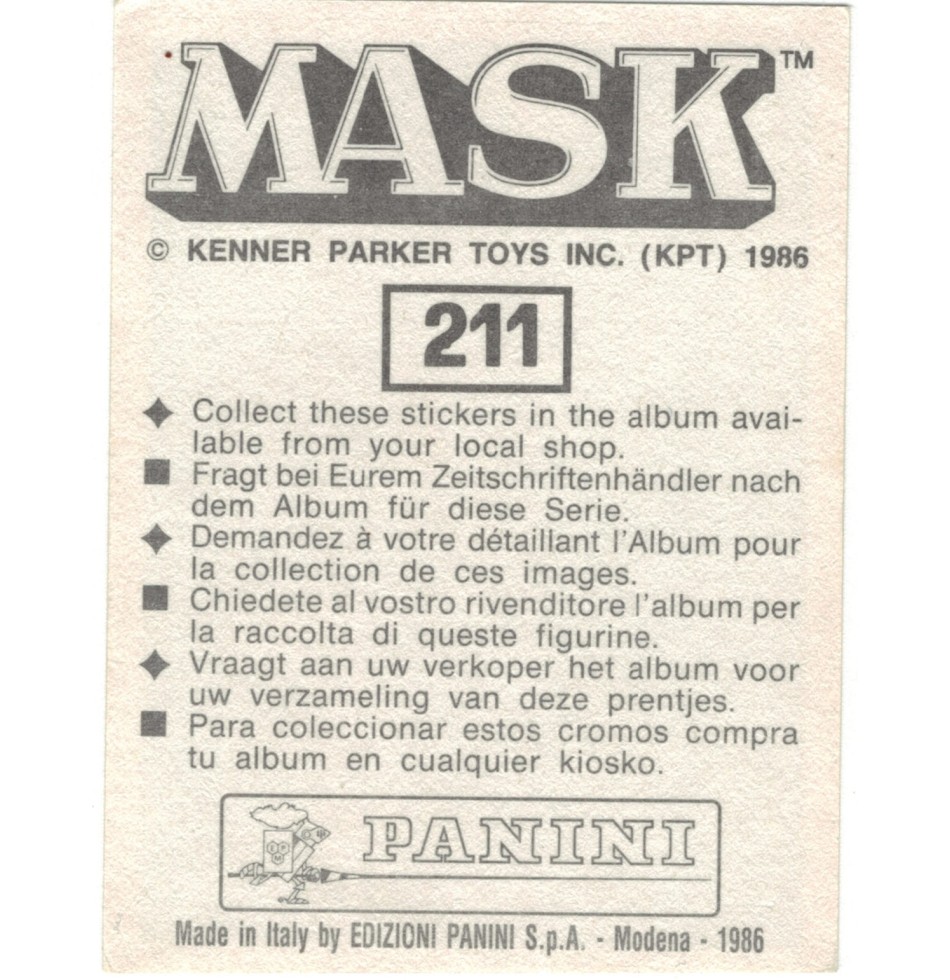 MASK™
© KENNER PARKER TOYS INC. (KPT) 1986
211
Collect these stickers in the album avai-
lable from your local shop.
Fragt bei Eurem Zeitschriftenhändler nach
dem Album für diese Serie.
Demandez à votre détaillant l'Album pour
la collection de ces images.
Chiedete al vostro rivenditore l'album per
la raccolta di queste figurine.
Vraagt aan uw verkoper het album voor
uw verzameling van deze prentjes.
Para coleccionar estos cromos compra
tu album en cualquier kiosko.
PANINI
Made in Italy by EDIZIONI PANINI S.p.A. - Modena - 1986